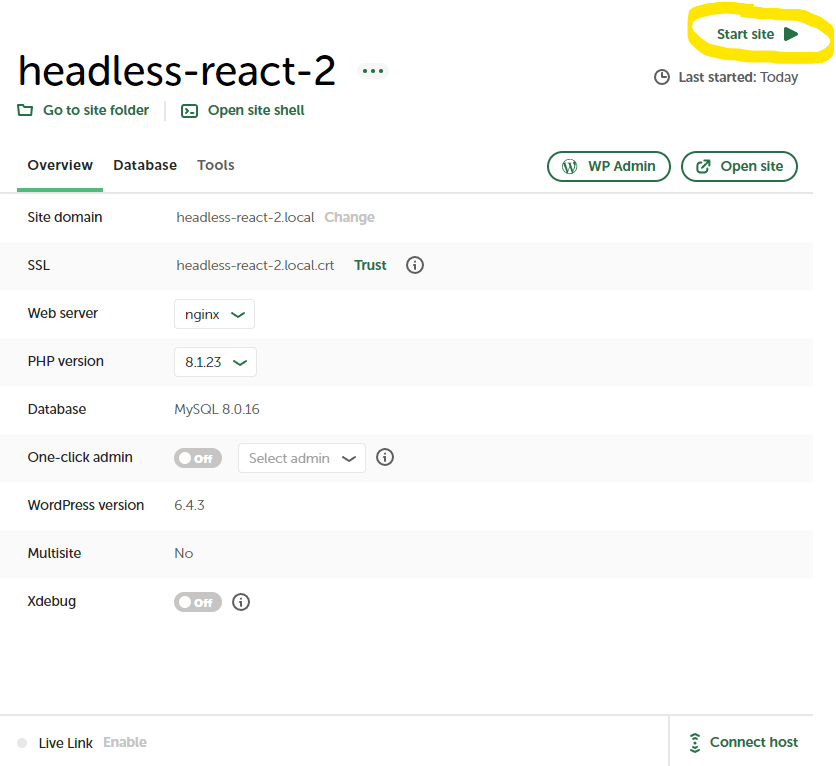 Start site
headless-react-2
Last started: Today
Go to site folder
Open site shell
Overview Database Tools
WP Admin
Open site
Site domain headless-react-2.local Change
SSL headless-react-2.local.crt Trust
Web server nginx
PHP version 8.1.23
Database MySQL 8.0.16
One-click admin Off Select admin
WordPress version 6.4.3
Multisite No
Xdebug Off
Live Link Enable
Connect host